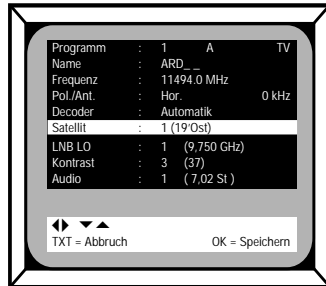 Programm : 1 A TV
Name : ARD_ _
Frequenz : 11494.0 MHz
Pol./Ant. : Hor. 0 kHz
Decoder : Automatik
Satellit : 1 (19°Ost)
LNB LO : 1 (9,750 GHz)
Kontrast : 3 (37)
Audio : 1 ( 7,02 St )
TXT = Abbruch OK = Speichern